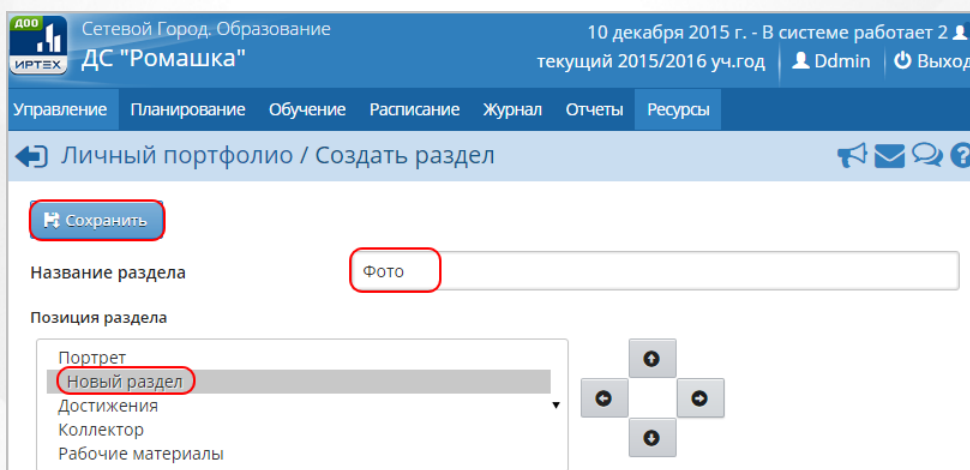 ДОО
ИРТЕХ
Сетевой Город. Образование
ДС "Ромашка"
10 декабря 2015 г. - В системе работает 2
текущий 2015/2016 уч.год Ddmin Выход
Управление Планирование Обучение Расписание Журнал Отчеты Ресурсы
Личный портфолио / Создать раздел
Сохранить
Название раздела Фото
Позиция раздела
Портрет
Новый раздел
Достижения
Коллектор
Рабочие материалы